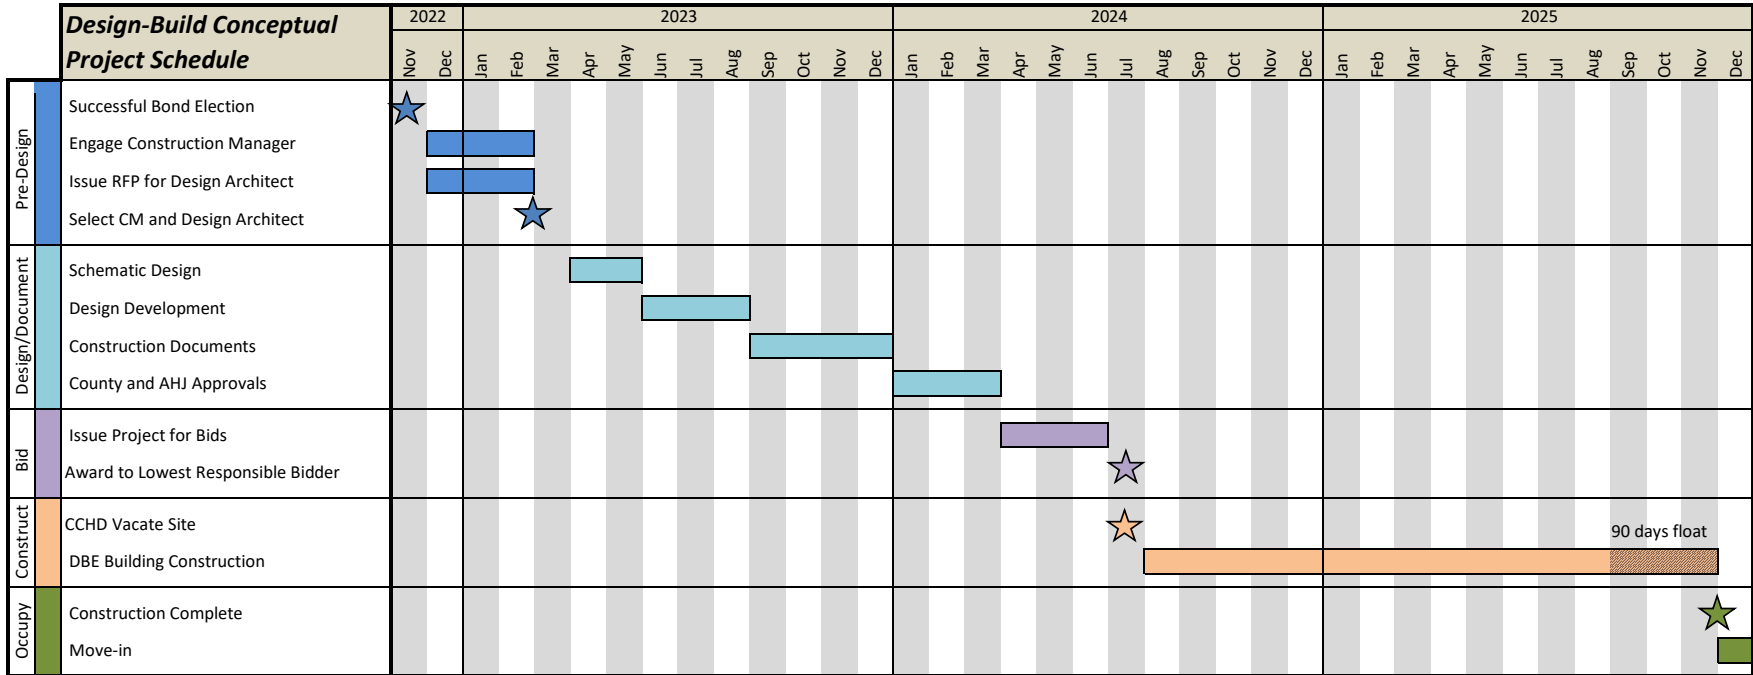 Design-Build Conceptual
Project Schedule
2022
2023
2024
2025
Nov
Dec
Jan
Feb
Mar
Apr
May
Jun
Jul
Aug
Sep
Oct
Nov
Dec
Jan
Feb
Mar
Apr
May
Jun
Jul
Aug
Sep
Oct
Nov
Dec
Jan
Feb
Mar
Apr
May
Jun
Jul
Aug
Sep
Oct
Nov
Dec
Pre-Design
Successful Bond Election
Engage Construction Manager
Issue RFP for Design Architect
Select CM and Design Architect
Design/Document
Schematic Design
Design Development
Construction Documents
County and AHJ Approvals
Bid
Issue Project for Bids
Award to Lowest Responsible Bidder
Construct
CCHD Vacate Site
90 days float
DBE Building Construction
Occupy
Construction Complete
Move-in